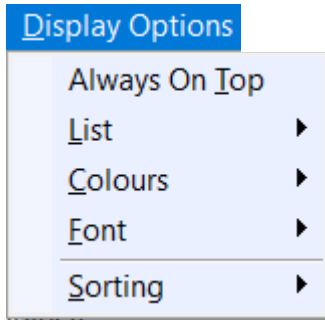 Display Options
Always On Top
List
Colours
Font
Sorting